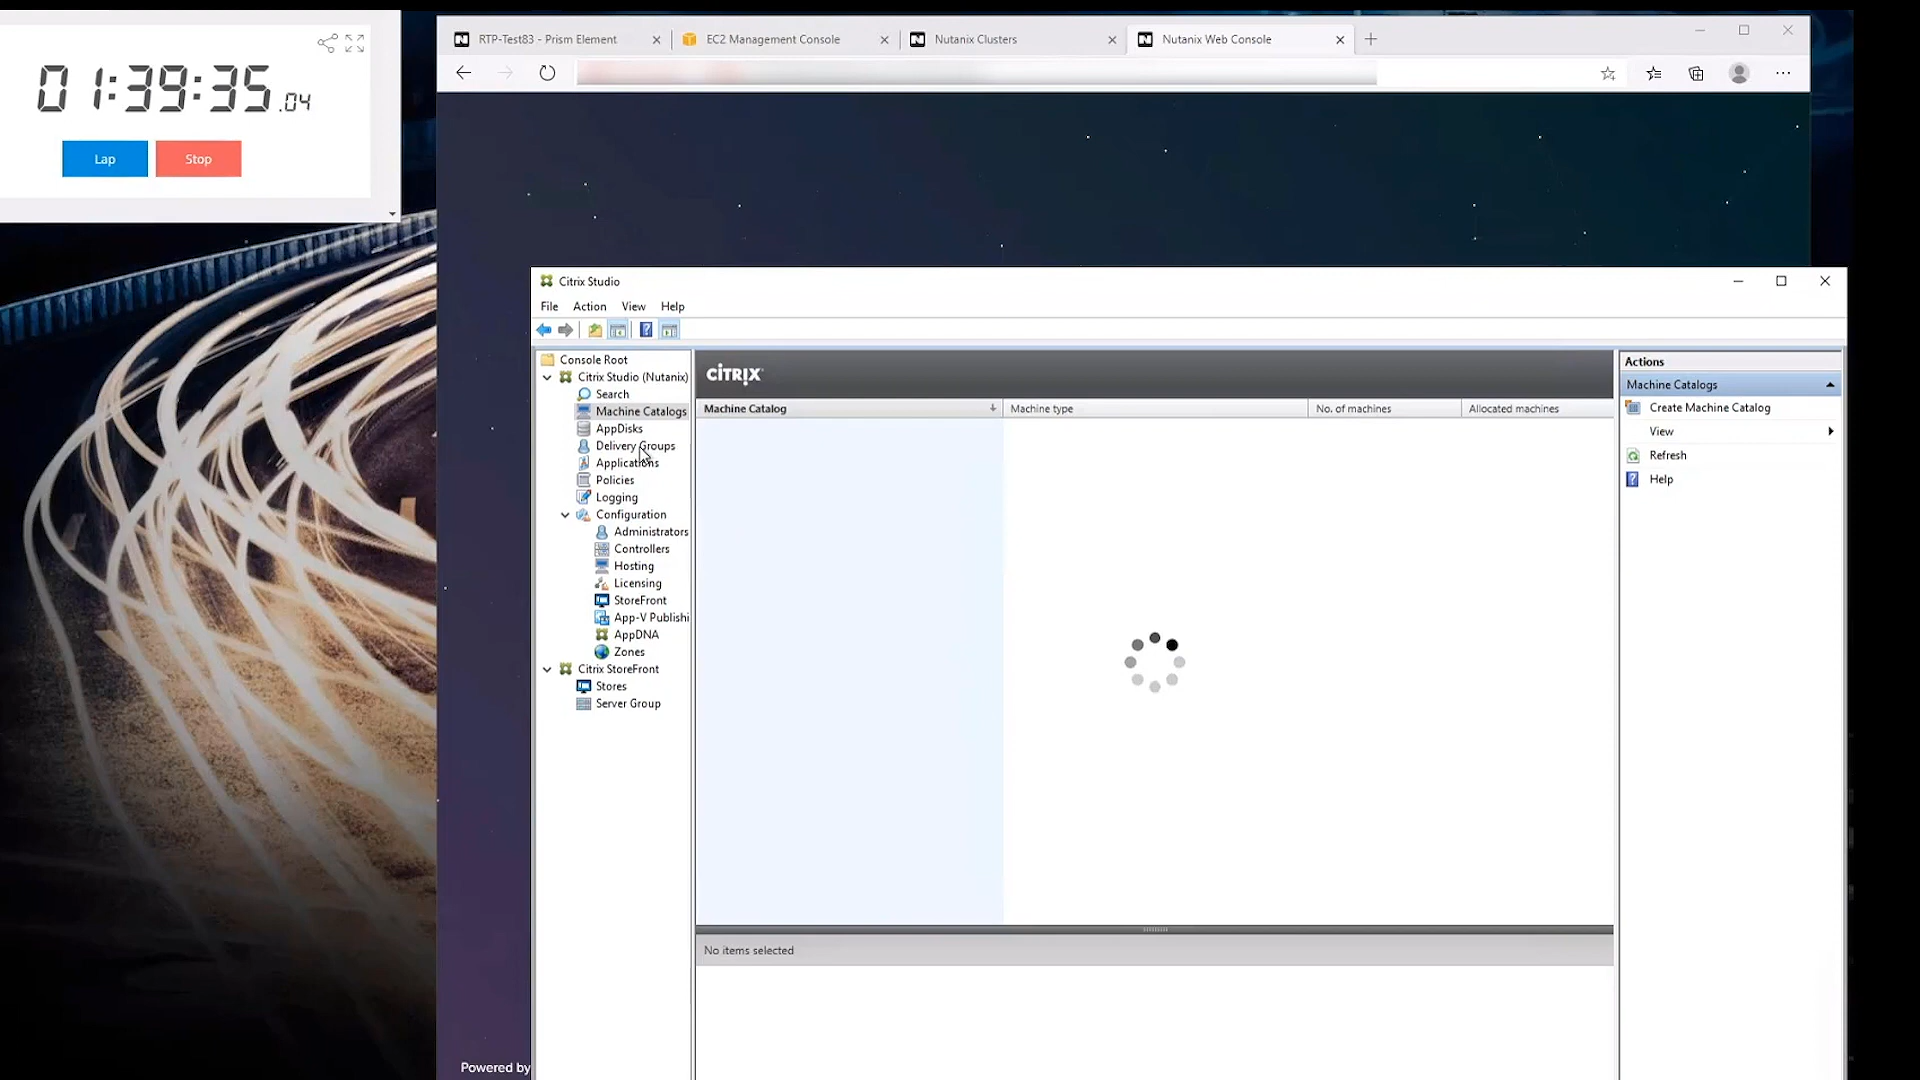 01:39:35.04
Lap
Stop
RTP-Test83 - Prism Element
EC2 Management Console
Nutanix Clusters
Nutanix Web Console
Citrix Studio
File
Action
View
Help
Console Root
Citrix Studio (Nutanix)
Search
Machine Catalogs
AppDisks
Delivery Groups
Applications
Policies
Logging
Configuration
Administrators
Controllers
Hosting
Licensing
StoreFront
App-V Publishi
AppDNA
Zones
Citrix StoreFront
Stores
Server Group
CİTRIX
Machine Catalog
Machine type
No. of machines
Allocated machines
No items selected
Actions
Machine Catalogs
Create Machine Catalog
View
Refresh
Help
Powered by